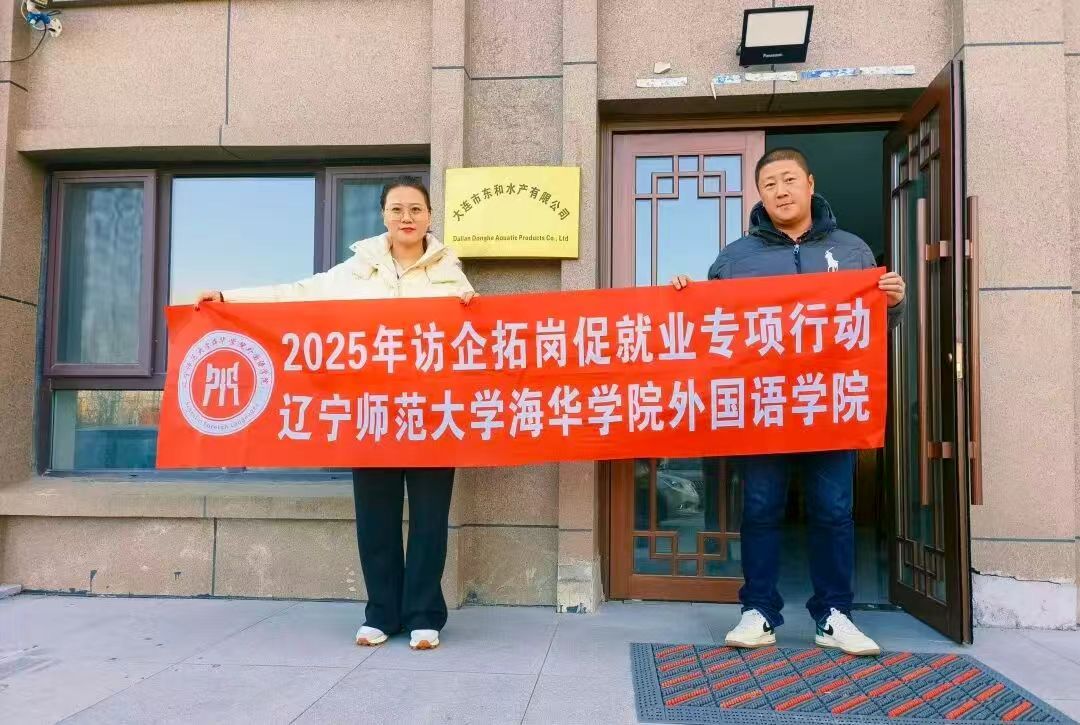 Panasonic
大连市东和水产有限公司
Dalian Donghe Aquatic Products Co., Ltd
2025年访企拓岗促就业专项行动
辽宁师范大学海华学院外国语学院